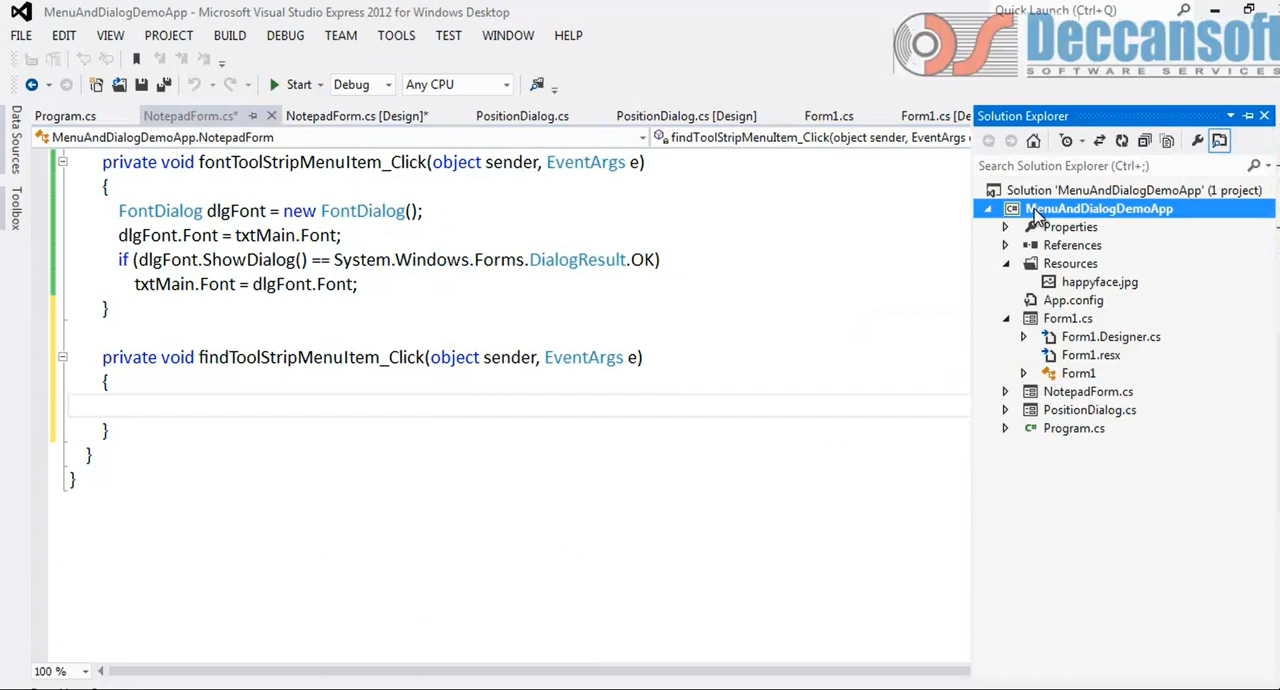 MenuAndDialogDemoApp - Microsoft Visual Studio Express 2012 for Windows Desktop
Quick Launch (Ctrl+Q)
FILE EDIT VIEW PROJECT BUILD DEBUG TEAM TOOLS TEST WINDOW HELP
DS Deccansoft
SOFTWARE SERVICES
Start Debug Any CPU
Data Sources
Toolbox
Program.cs NotepadForm.cs* NotepadForm.cs [Design]* PositionDialog.cs PositionDialog.cs [Design] Form1.cs Form1.cs [De
MenuAndDialogDemoApp.NotepadForm findToolStripMenuItem_Click(object sender, EventArgs e
private void fontToolStripMenuItem_Click(object sender, EventArgs e)
{
FontDialog dlgFont = new FontDialog();
dlgFont.Font = txtMain.Font;
if (dlgFont.ShowDialog() == System.Windows.Forms.DialogResult.OK)
txtMain.Font = dlgFont.Font;
}
private void findToolStripMenuItem_Click(object sender, EventArgs e)
{
}
}
}
100 %
Solution Explorer
Search Solution Explorer (Ctrl+;)
Solution 'MenuAndDialogDemoApp' (1 project)
C# MenuAndDialogDemoApp
Properties
References
Resources
happyface.jpg
App.config
Form1.cs
Form1.Designer.cs
Form1.resx
Form1
NotepadForm.cs
PositionDialog.cs
C# Program.cs